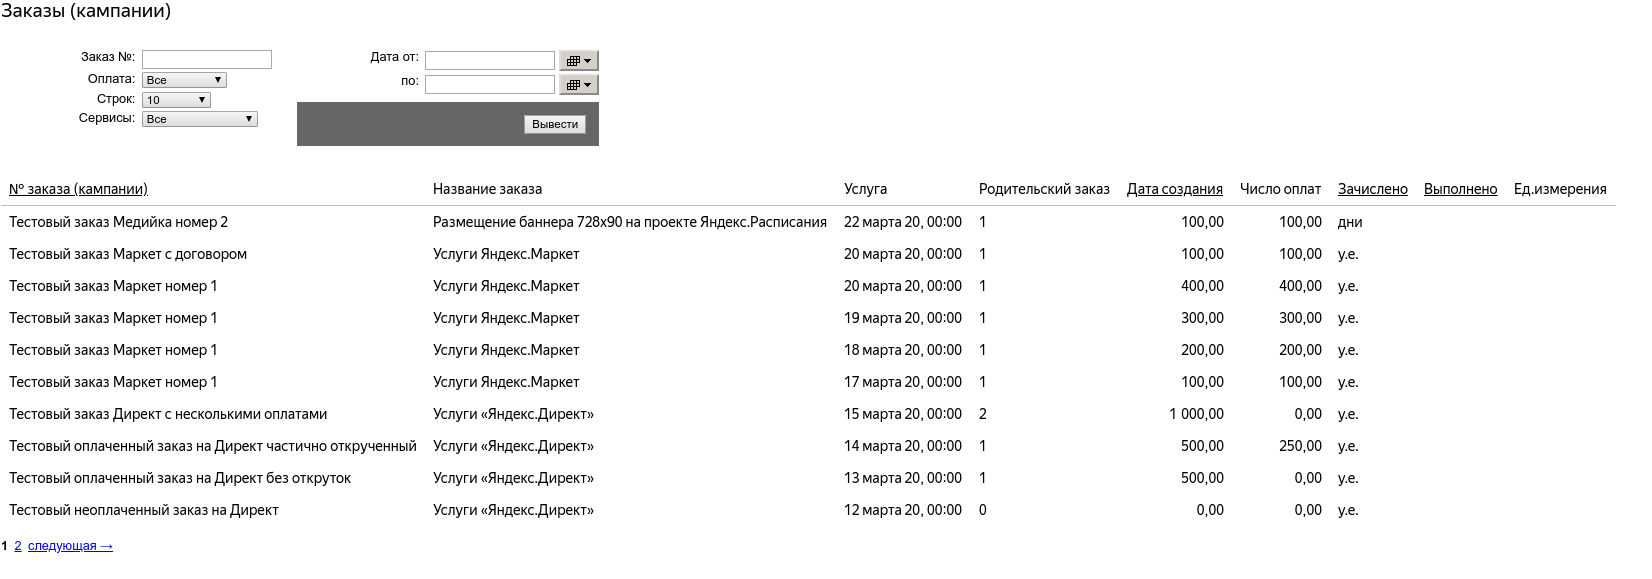 Заказы (кампании)
Заказ №:
Дата от:
Оплата: Все
по:
Строк: 10
Сервисы: Все
Вывести
№ заказа (кампании) Название заказа Услуга Родительский заказ Дата создания Число оплат Зачислено Выполнено Ед.измерения
Тестовый заказ Медийка номер 2 Размещение баннера 728x90 на проекте Яндекс.Расписания 22 марта 20, 00:00 1 100,00 100,00 дни
Тестовый заказ Маркет с договором Услуги Яндекс.Маркет 20 марта 20, 00:00 1 100,00 100,00 у.е.
Тестовый заказ Маркет номер 1 Услуги Яндекс.Маркет 20 марта 20, 00:00 1 400,00 400,00 у.е.
Тестовый заказ Маркет номер 1 Услуги Яндекс.Маркет 19 марта 20, 00:00 1 300,00 300,00 у.е.
Тестовый заказ Маркет номер 1 Услуги Яндекс.Маркет 18 марта 20, 00:00 1 200,00 200,00 у.е.
Тестовый заказ Маркет номер 1 Услуги Яндекс.Маркет 17 марта 20, 00:00 1 100,00 100,00 у.е.
Тестовый заказ Директ с несколькими оплатами Услуги «Яндекс.Директ» 15 марта 20, 00:00 2 1 000,00 0,00 у.е.
Тестовый оплаченный заказ на Директ частично открученный Услуги «Яндекс.Директ» 14 марта 20, 00:00 1 500,00 250,00 у.е.
Тестовый оплаченный заказ на Директ без откруток Услуги «Яндекс.Директ» 13 марта 20, 00:00 1 500,00 0,00 у.е.
Тестовый неоплаченный заказ на Директ Услуги «Яндекс.Директ» 12 марта 20, 00:00 0 0,00 0,00 у.е.
1 2 следующая →